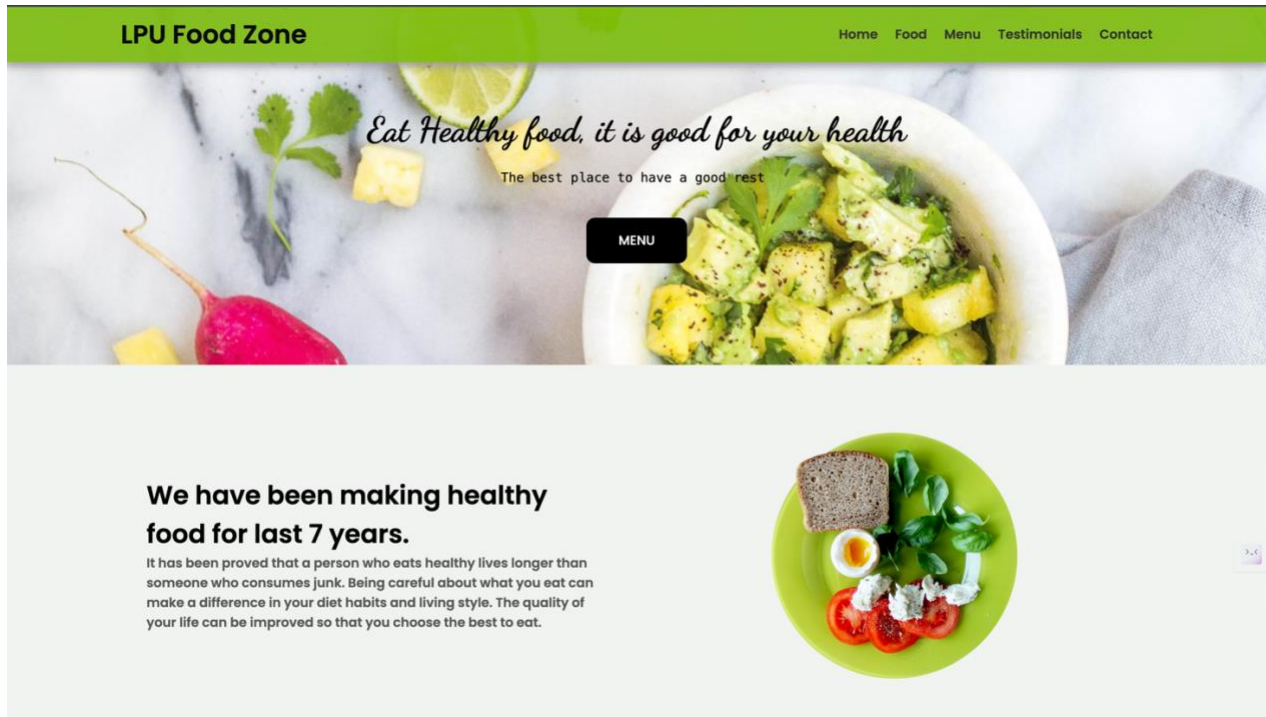 LPU Food Zone
Home Food Menu Testimonials Contact
Eat Healthy food, it is good for your health
The best place to have a good rest
MENU
We have been making healthy
food for last 7 years.
It has been proved that a person who eats healthy lives longer than
someone who consumes junk. Being careful about what you eat can
make a difference in your diet habits and living style. The quality of
your life can be improved so that you choose the best to eat.